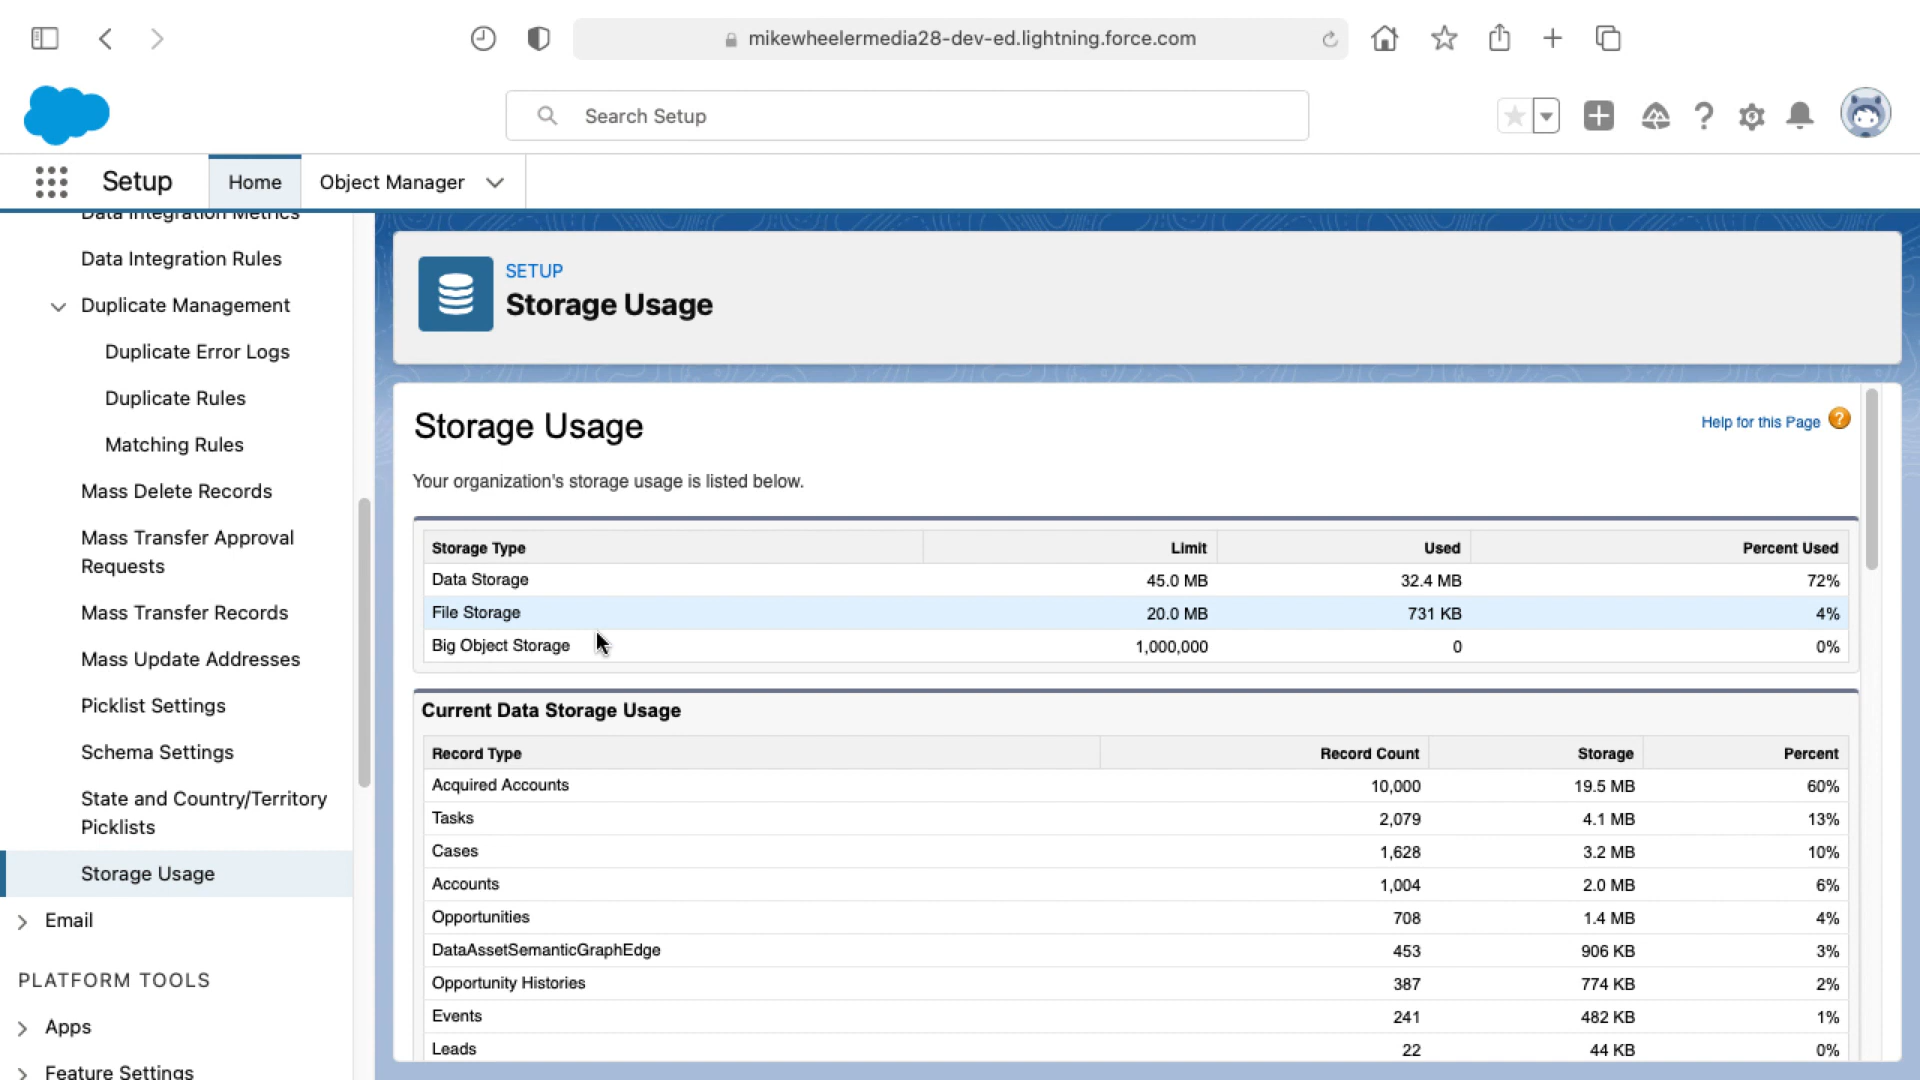 mikewheelermedia28-dev-ed.lightning.force.com
Search Setup
Setup
Home
Object Manager
Data Integration Metrics
Data Integration Rules
Duplicate Management
Duplicate Error Logs
Duplicate Rules
Matching Rules
Mass Delete Records
Mass Transfer Approval
Requests
Mass Transfer Records
Mass Update Addresses
Picklist Settings
Schema Settings
State and Country/Territory
Picklists
Storage Usage
Email
PLATFORM TOOLS
Apps
Feature Settings
SETUP
Storage Usage
Storage Usage
Help for this Page ?
Your organization's storage usage is listed below.
Storage Type Limit Used Percent Used
Data Storage 45.0 MB 32.4 MB 72%
File Storage 20.0 MB 731 KB 4%
Big Object Storage 1,000,000 0 0%
Current Data Storage Usage
Record Type Record Count Storage Percent
Acquired Accounts 10,000 19.5 MB 60%
Tasks 2,079 4.1 MB 13%
Cases 1,628 3.2 MB 10%
Accounts 1,004 2.0 MB 6%
Opportunities 708 1.4 MB 4%
DataAssetSemanticGraphEdge 453 906 KB 3%
Opportunity Histories 387 774 KB 2%
Events 241 482 KB 1%
Leads 22 44 KB 0%